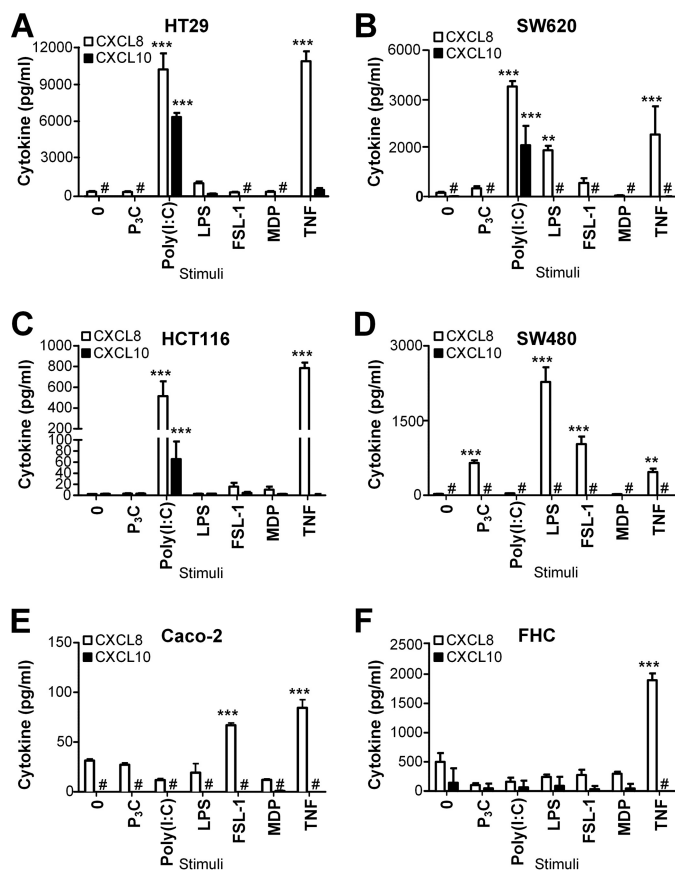 A HT29
CXCL8
CXCL10
Cytokine (pg/ml)
12000
9000
6000
3000
0
*** *** ***
# # # # #
0 P3C Poly(I:C) LPS FSL-1 MDP TNF
Stimuli
B SW620
CXCL8
CXCL10
Cytokine (pg/ml)
6000
3000
2000
0
*** *** ** ***
# # # # # #
0 P3C Poly(I:C) LPS FSL-1 MDP TNF
Stimuli
C HCT116
CXCL8
CXCL10
Cytokine (pg/ml)
1000
800
600
400
200
100
80
60
40
20
0
*** *** ***
0 P3C Poly(I:C) LPS FSL-1 MDP TNF
Stimuli
D SW480
CXCL8
CXCL10
Cytokine (pg/ml)
3000
1500
0
*** *** *** **
# # # # # # #
0 P3C Poly(I:C) LPS FSL-1 MDP TNF
Stimuli
E Caco-2
CXCL8
CXCL10
Cytokine (pg/ml)
150
100
50
0
*** ***
# # # # # # #
0 P3C Poly(I:C) LPS FSL-1 MDP TNF
Stimuli
F FHC
CXCL8
CXCL10
Cytokine (pg/ml)
2500
2000
1500
1000
500
0
***
#
0 P3C Poly(I:C) LPS FSL-1 MDP TNF
Stimuli